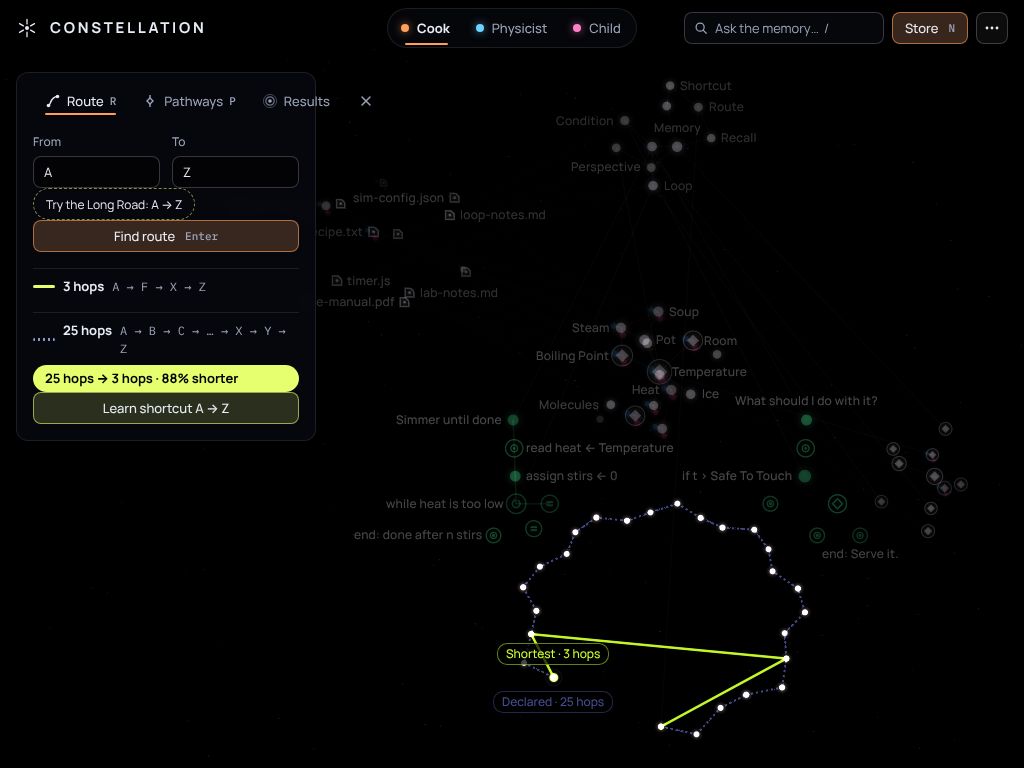 CONSTELLATION
Cook
Physicist
Child
Ask the memory… /
Store N
Route R
Pathways P
Results
From
To
A
Z
Try the Long Road: A → Z
Find route Enter
3 hops A → F → X → Z
25 hops A → B → C → … → X → Y →
Z
25 hops → 3 hops · 88% shorter
Learn shortcut A → Z
Shortcut
Route
Condition
Memory
Recall
Perspective
Loop
sim-config.json
loop-notes.md
ecipe.txt
timer.js
lab-notes.md
e-manual.pdf
Soup
Steam
Pot
Room
Boiling Point
Temperature
Heat
Ice
Molecules
What should I do with it?
Simmer until done
read heat ← Temperature
assign stirs ← 0
if t > Safe To Touch
while heat is too low
end: done after n stirs
end: Serve it.
Shortest · 3 hops
Declared · 25 hops